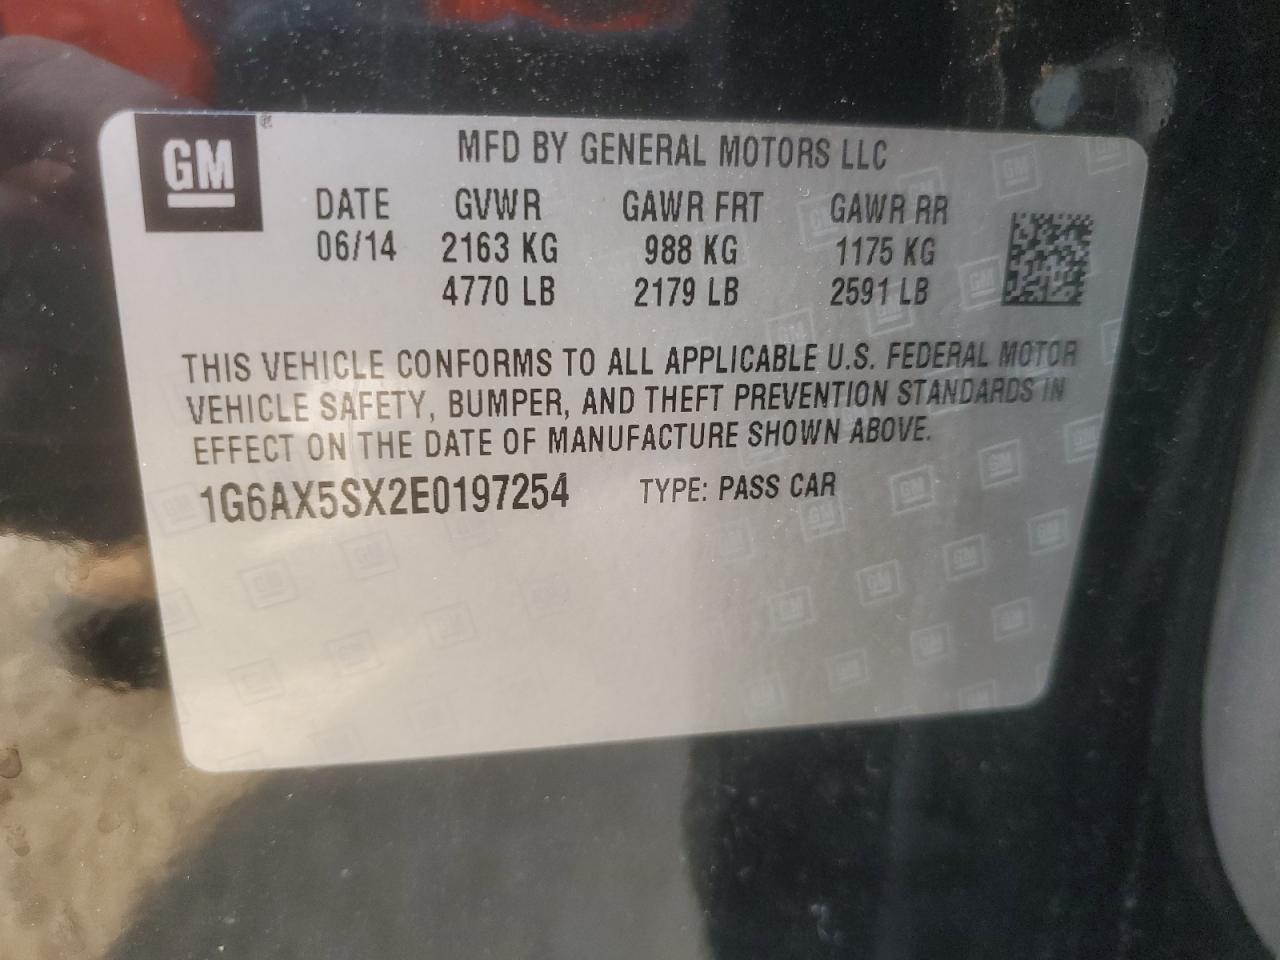 GM
MFD BY GENERAL MOTORS LLC
DATE GVWR GAWR FRT GAWR RR
06/14 2163 KG 988 KG 1175 KG
4770 LB 2179 LB 2591 LB
THIS VEHICLE CONFORMS TO ALL APPLICABLE U.S. FEDERAL MOTOR
VEHICLE SAFETY, BUMPER, AND THEFT PREVENTION STANDARDS IN
EFFECT ON THE DATE OF MANUFACTURE SHOWN ABOVE.
1G6AX5SX2E0197254 TYPE: PASS CAR